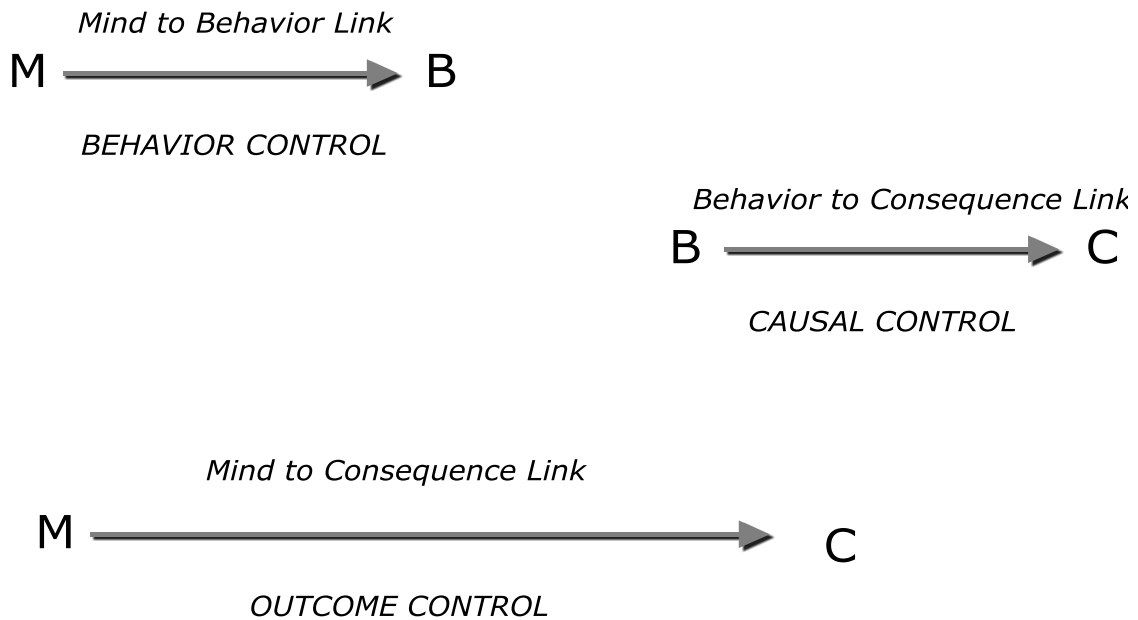 Mind to Behavior Link
M B
BEHAVIOR CONTROL
Behavior to Consequence Link
B C
CAUSAL CONTROL
Mind to Consequence Link
M C
OUTCOME CONTROL